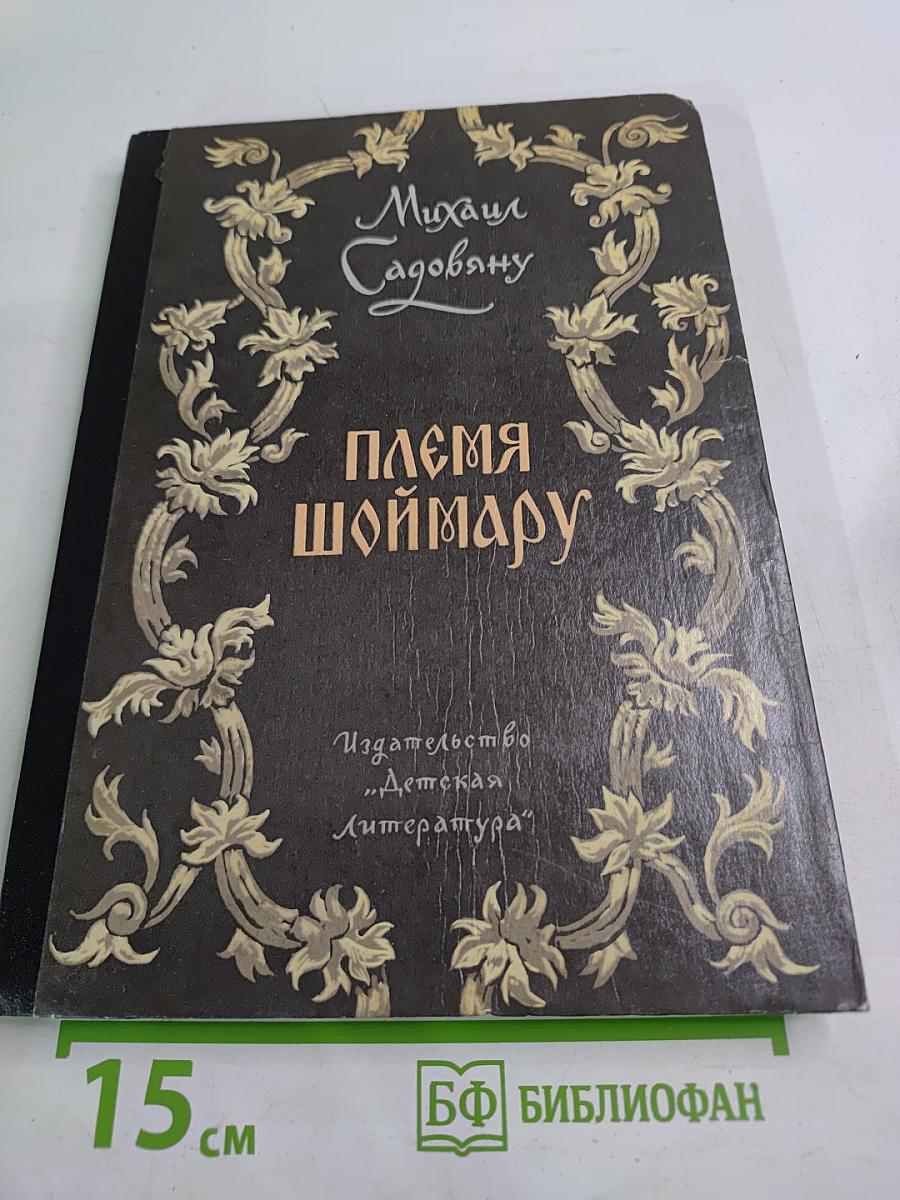 Михаил
Садовяну
ПЛЕМЯ
ШОЙМАРУ
Издательство
„Детская
Литература“
15 см
БФ БИБЛИОФАН